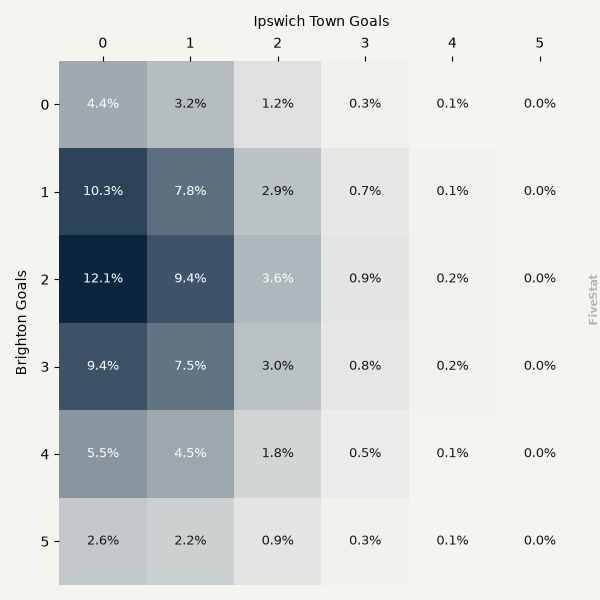 Ipswich Town Goals
0 1 2 3 4 5
0 4.4% 3.2% 1.2% 0.3% 0.1% 0.0%
1 10.3% 7.8% 2.9% 0.7% 0.1% 0.0%
2 12.1% 9.4% 3.6% 0.9% 0.2% 0.0%
3 9.4% 7.5% 3.0% 0.8% 0.2% 0.0%
4 5.5% 4.5% 1.8% 0.5% 0.1% 0.0%
5 2.6% 2.2% 0.9% 0.3% 0.1% 0.0%
Brighton Goals
FiveStat